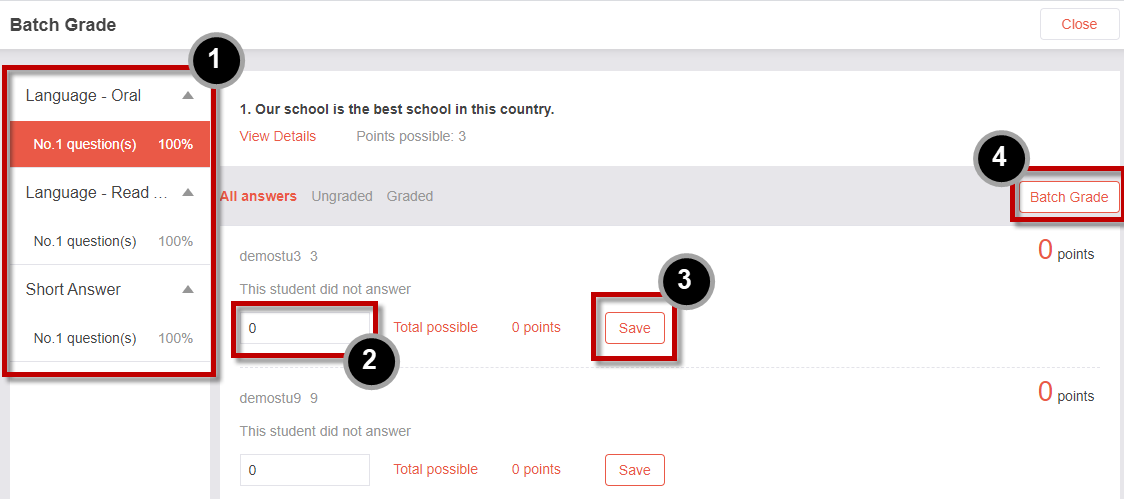 Batch Grade
Close
1
Language - Oral
No.1 question(s) 100%
Language - Read ...
No.1 question(s) 100%
Short Answer
No.1 question(s) 100%
1. Our school is the best school in this country.
View Details Points possible: 3
4
All answers Ungraded Graded Batch Grade
demostu3 3 0 points
This student did not answer
3
0 Total possible 0 points Save
2
demostu9 9 0 points
This student did not answer
0 Total possible 0 points Save